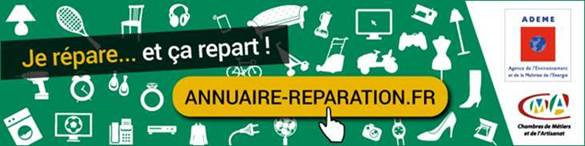 Je répare... et ça repart !
ANNUAIRE-REPARATION.FR
ADEME
Agence de l'Environnement
et de la Maîtrise de l'Energie
CMA
Chambres de Métiers
et de l'Artisanat